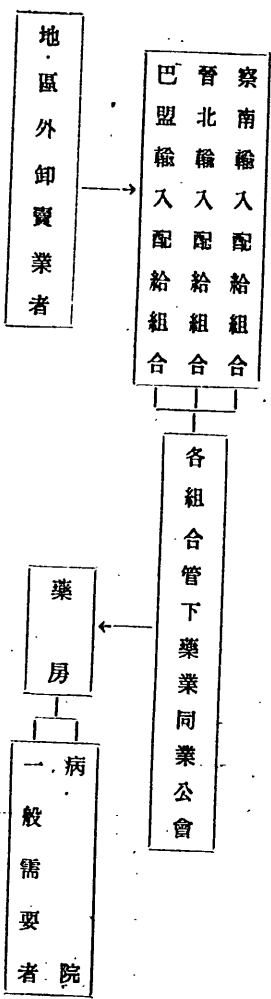 察南輸入配給組合
晉北輸入配給組合
巴盟輸入配給組合
地區外卸賣業者
各組合管下藥業同業公會
藥房
病院
一般需要者